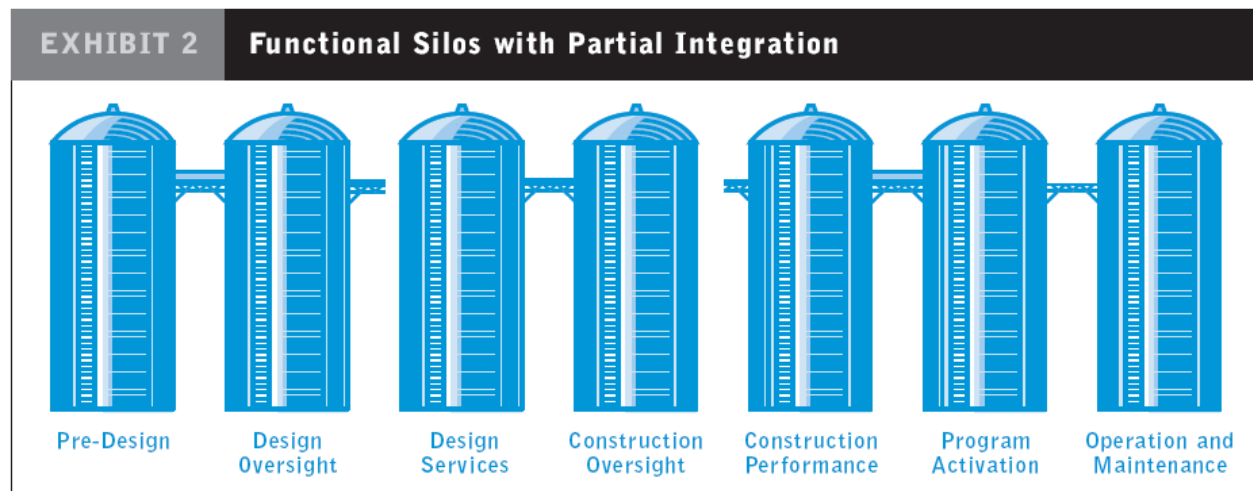 EXHIBIT 2
Functional Silos with Partial Integration
Pre-Design
Design
Oversight
Design
Services
Construction
Oversight
Construction
Performance
Program
Activation
Operation and
Maintenance